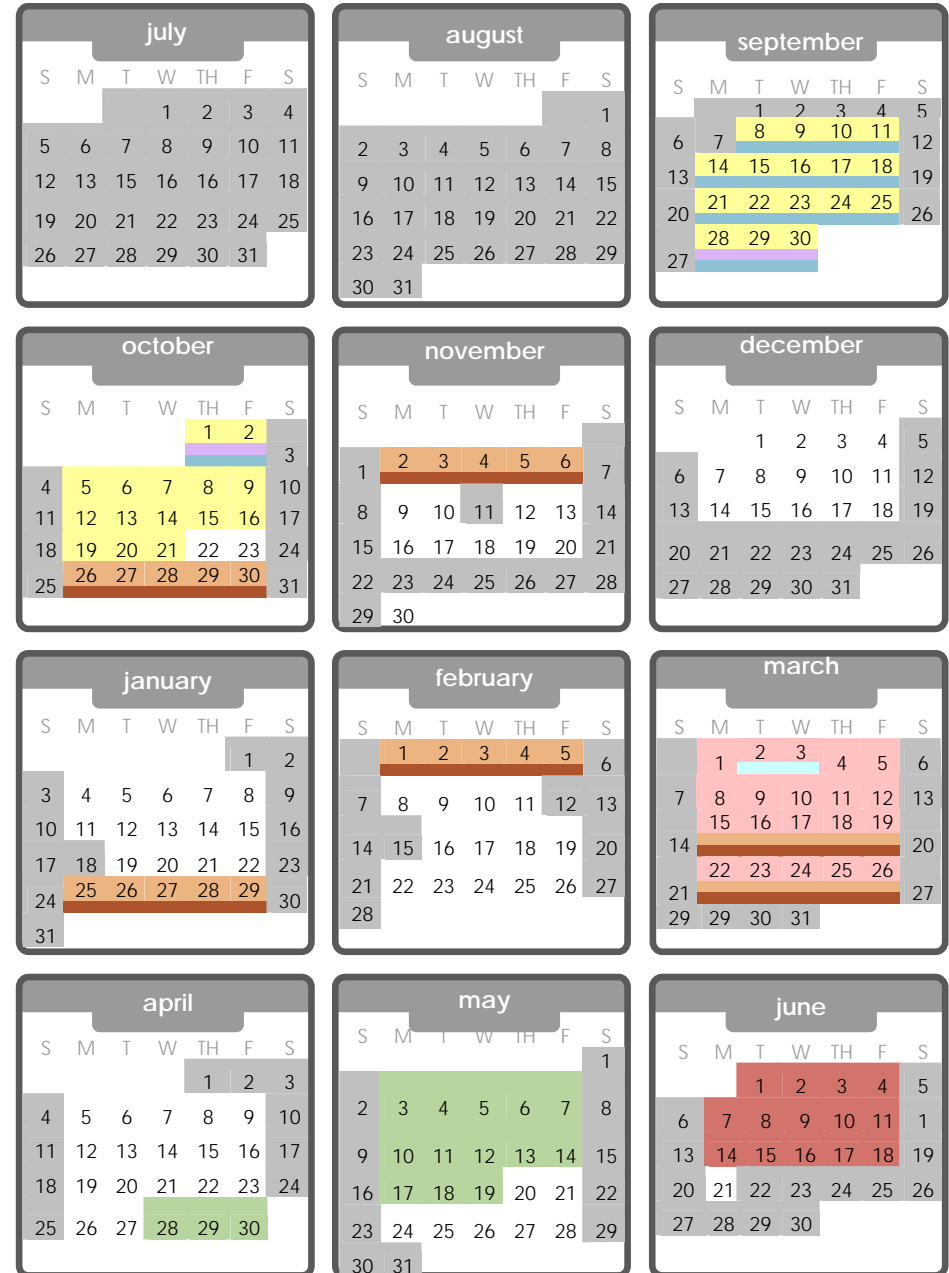 july
S M T W TH F S
1 2 3 4
5 6 7 8 9 10 11
12 13 15 16 16 17 18
19 20 21 22 23 24 25
26 27 28 29 30 31
august
S M T W TH F S
1
2 3 4 5 6 7 8
9 10 11 12 13 14 15
16 17 18 19 20 21 22
23 24 25 26 27 28 29
30 31
september
S M T W TH F S
1 2 3 4 5
6 7 8 9 10 11 12
13 14 15 16 17 18 19
20 21 22 23 24 25 26
27 28 29 30
october
S M T W TH F S
1 2 3
4 5 6 7 8 9 10
11 12 13 14 15 16 17
18 19 20 21 22 23 24
25 26 27 28 29 30 31
november
S M T W TH F S
1 2 3 4 5 6 7
8 9 10 11 12 13 14
15 16 17 18 19 20 21
22 23 24 25 26 27 28
29 30
december
S M T W TH F S
1 2 3 4 5
6 7 8 9 10 11 12
13 14 15 16 17 18 19
20 21 22 23 24 25 26
27 28 29 30 31
january
S M T W TH F S
1 2
3 4 5 6 7 8 9
10 11 12 13 14 15 16
17 18 19 20 21 22 23
24 25 26 27 28 29 30
31
february
S M T W TH F S
1 2 3 4 5 6
7 8 9 10 11 12 13
14 15 16 17 18 19 20
21 22 23 24 25 26 27
28
march
S M T W TH F S
1 2 3 4 5 6
7 8 9 10 11 12 13
14 15 16 17 18 19 20
21 22 23 24 25 26 27
29 29 30 31
april
S M T W TH F S
1 2 3
4 5 6 7 8 9 10
11 12 13 14 15 16 17
18 19 20 21 22 23 24
25 26 27 28 29 30
may
S M T W TH F S
1
2 3 4 5 6 7 8
9 10 11 12 13 14 15
16 17 18 19 20 21 22
23 24 25 26 27 28 29
30 31
june
S M T W TH F S
1 2 3 4 5
6 7 8 9 10 11 1
13 14 15 16 17 18 19
20 21 22 23 24 25 26
27 28 29 30